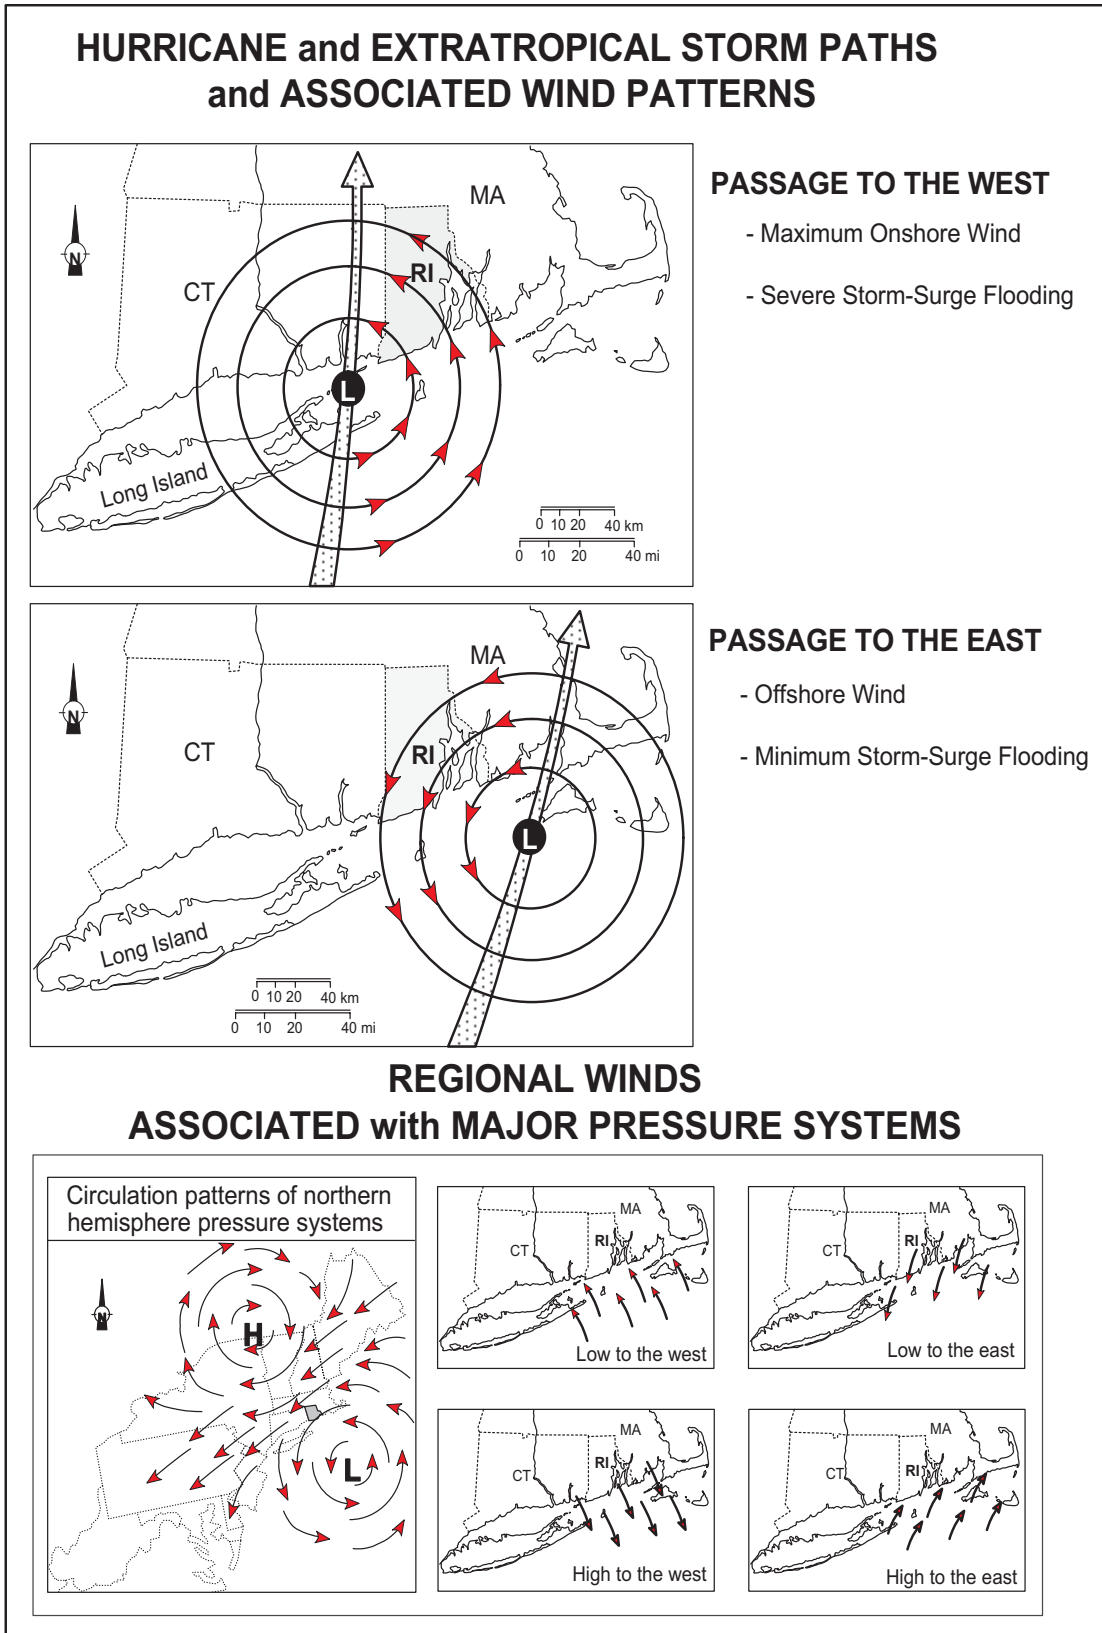 HURRICANE and EXTRATROPICAL STORM PATHS
and ASSOCIATED WIND PATTERNS
N
MA
RI
CT
L
Long Island
0 10 20 40 km
0 10 20 40 mi
PASSAGE TO THE WEST
- Maximum Onshore Wind
- Severe Storm-Surge Flooding
N
MA
RI
CT
L
Long Island
0 10 20 40 km
0 10 20 40 mi
PASSAGE TO THE EAST
- Offshore Wind
- Minimum Storm-Surge Flooding
REGIONAL WINDS
ASSOCIATED with MAJOR PRESSURE SYSTEMS
Circulation patterns of northern
hemisphere pressure systems
N
H
L
MA
RI
CT
Low to the west
MA
RI
CT
Low to the east
MA
RI
CT
High to the west
MA
RI
CT
High to the east